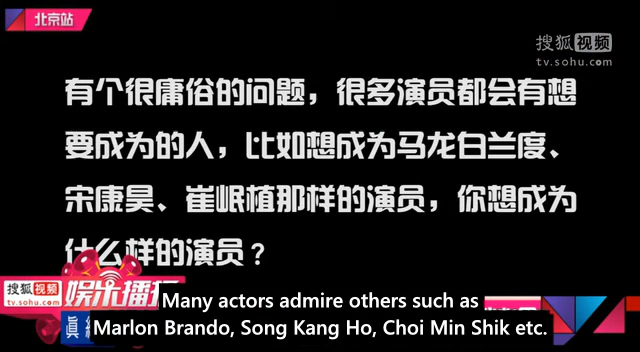 北京站
搜狐视频
tv.sohu.com
有个很庸俗的问题，很多演员都会有想
要成为的人，比如想成为马龙白兰度、
宋康昊、崔岷植那样的演员，你想成为
什么样的演员？
搜狐视频
tv.sohu.com
娱乐播报
Many actors admire others such as
Marlon Brando, Song Kang Ho, Choi Min Shik etc.